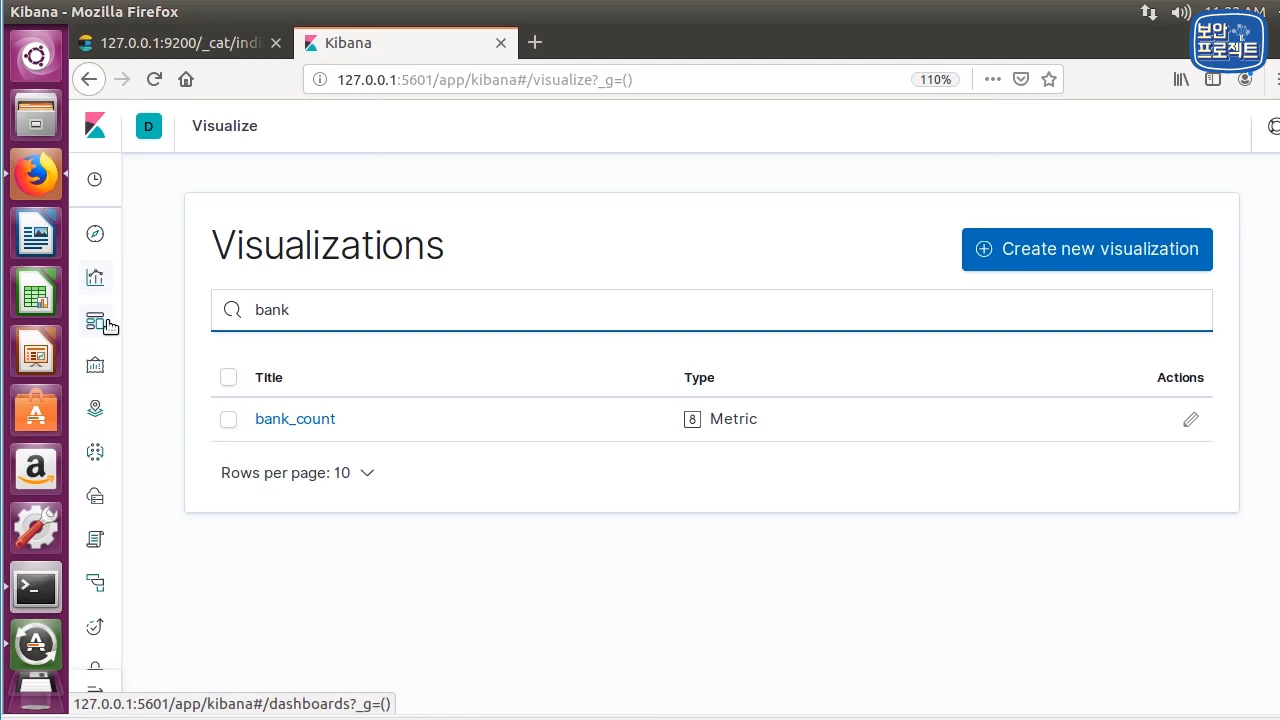 Kibana - Mozilla Firefox
보안
프로젝트
127.0.0.1:9200/_cat/indi
Kibana
127.0.0.1:5601/app/kibana#/visualize?_g=()
110%
D
Visualize
Visualizations
Create new visualization
bank
Title
Type
Actions
bank_count
8
Metric
Rows per page: 10
127.0.0.1:5601/app/kibana#/dashboards?_g=()